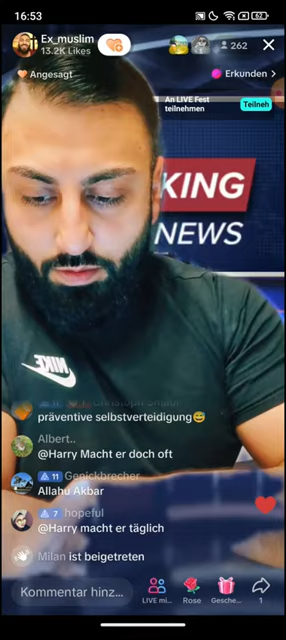 16:53
62
Ex_muslim
13.2K Likes
262
Angesagt
Erkunden
An LIVE Fest
teilnehmen
Teilneh
KING
NEWS
NIKE
präventive selbstverteidigung😅
Albert..
@Harry Macht er doch oft
11 Genickbrecher
Allahu Akbar
7 hopeful
@Harry macht er täglich
Milan ist beigetreten
Kommentar hinz...
LIVE mi...
Rose
Gesche...
1